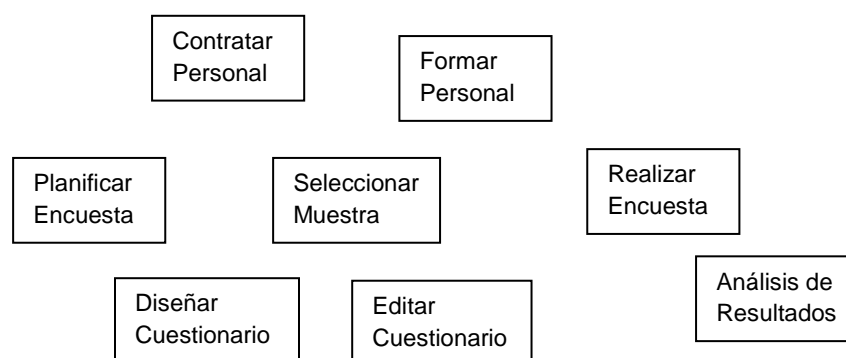 Contratar
Personal
Formar
Personal
Planificar
Encuesta
Seleccionar
Muestra
Realizar
Encuesta
Diseñar
Cuestionario
Editar
Cuestionario
Análisis de
Resultados